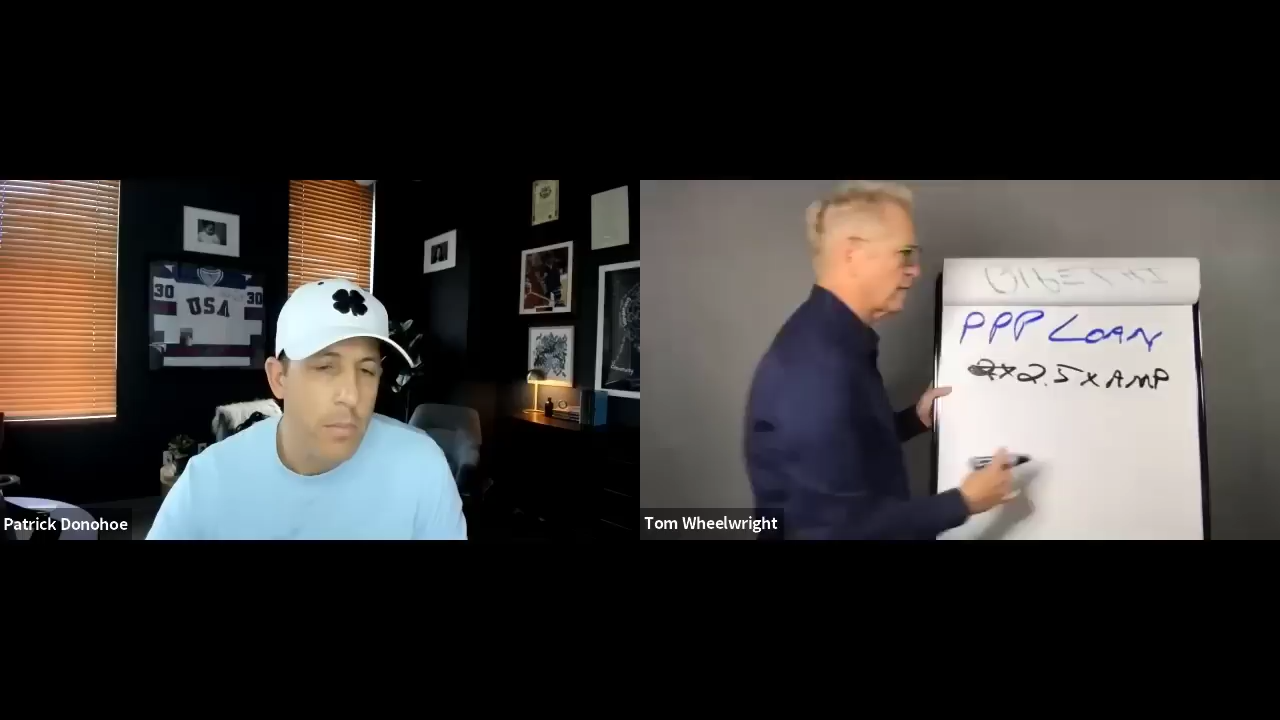 30 USA 30
Patrick Donohoe
PPP LOAN
2.5 X AMP
Tom Wheelwright